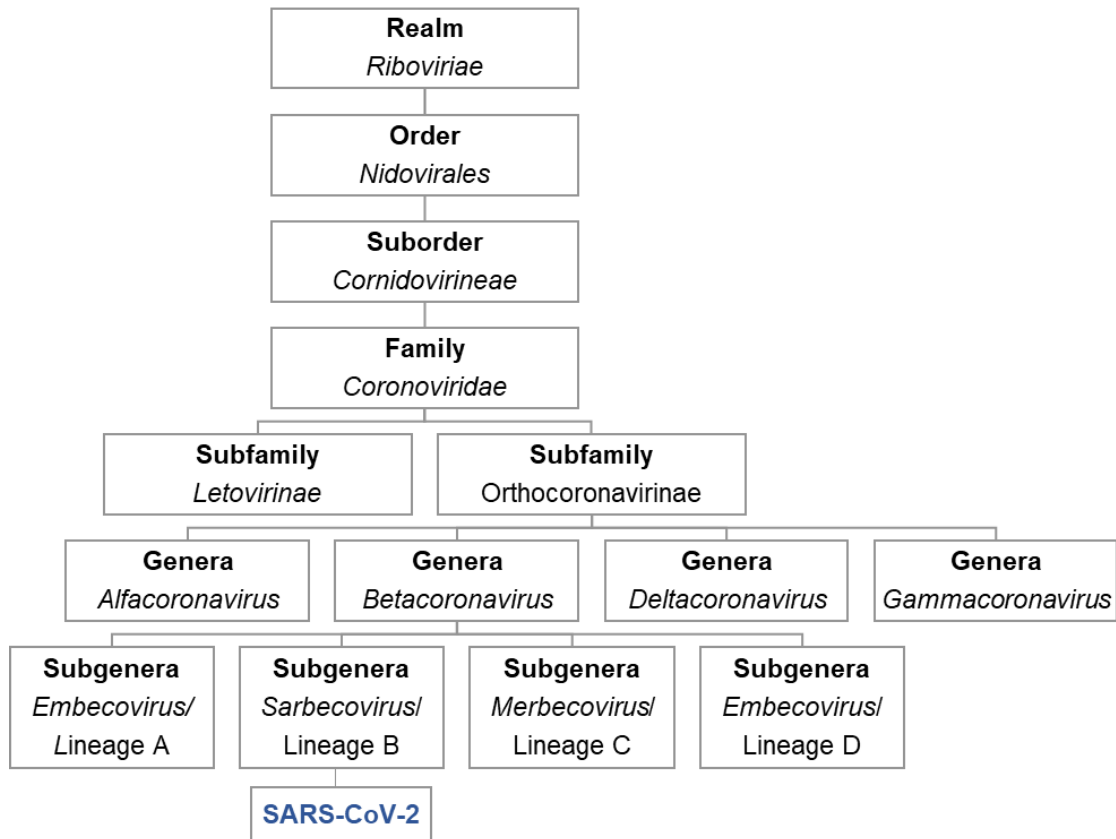 Realm
Riboviriae
Order
Nidovirales
Suborder
Cornidovirineae
Family
Coronoviridae
Subfamily
Letovirinae
Subfamily
Orthocoronavirinae
Genera
Alfacoronavirus
Genera
Betacoronavirus
Genera
Deltacoronavirus
Genera
Gammacoronavirus
Subgenera
Embecovirus/
Lineage A
Subgenera
Sarbecovirus/
Lineage B
Subgenera
Merbecovirus/
Lineage C
Subgenera
Embecovirus/
Lineage D
SARS-CoV-2